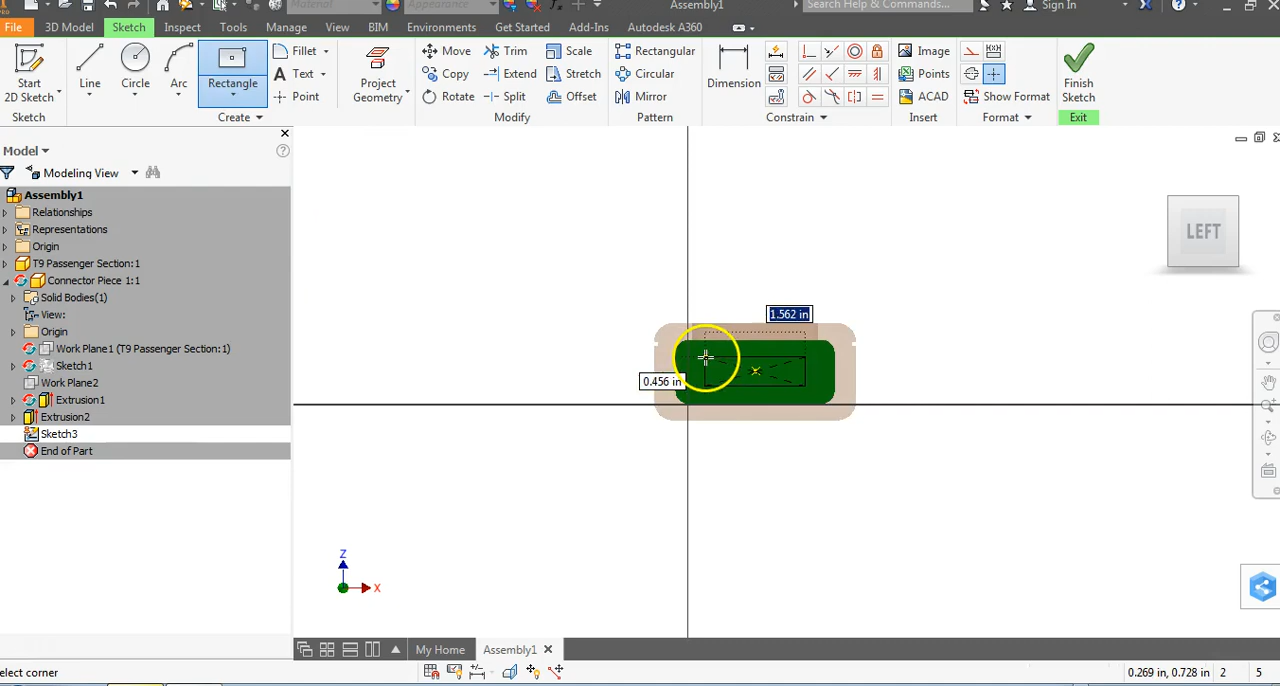 Material Appearance Assembly1 Search Help & Commands... Sign In
File 3D Model Sketch Inspect Tools Manage View BIM Environments Get Started Add-Ins Autodesk A360
Start 2D Sketch
Line
Circle
Arc
Rectangle
Fillet
Text
Point
Project Geometry
Move Trim Scale
Copy Extend Stretch
Rotate Split Offset
Rectangular
Circular
Mirror
Dimension
Image
Points
ACAD
Show Format
Finish Sketch
Sketch Create Modify Pattern Constrain Insert Format Exit
Model
Modeling View
Assembly1
Relationships
Representations
Origin
T9 Passenger Section:1
Connector Piece 1:1
Solid Bodies(1)
View:
Origin
Work Plane1 (T9 Passenger Section:1)
Sketch1
Work Plane2
Extrusion1
Extrusion2
Sketch3
End of Part
LEFT
1.562 in
0.456 in
Z
X
My Home Assembly1
elect corner 0.269 in, 0.728 in 2 5